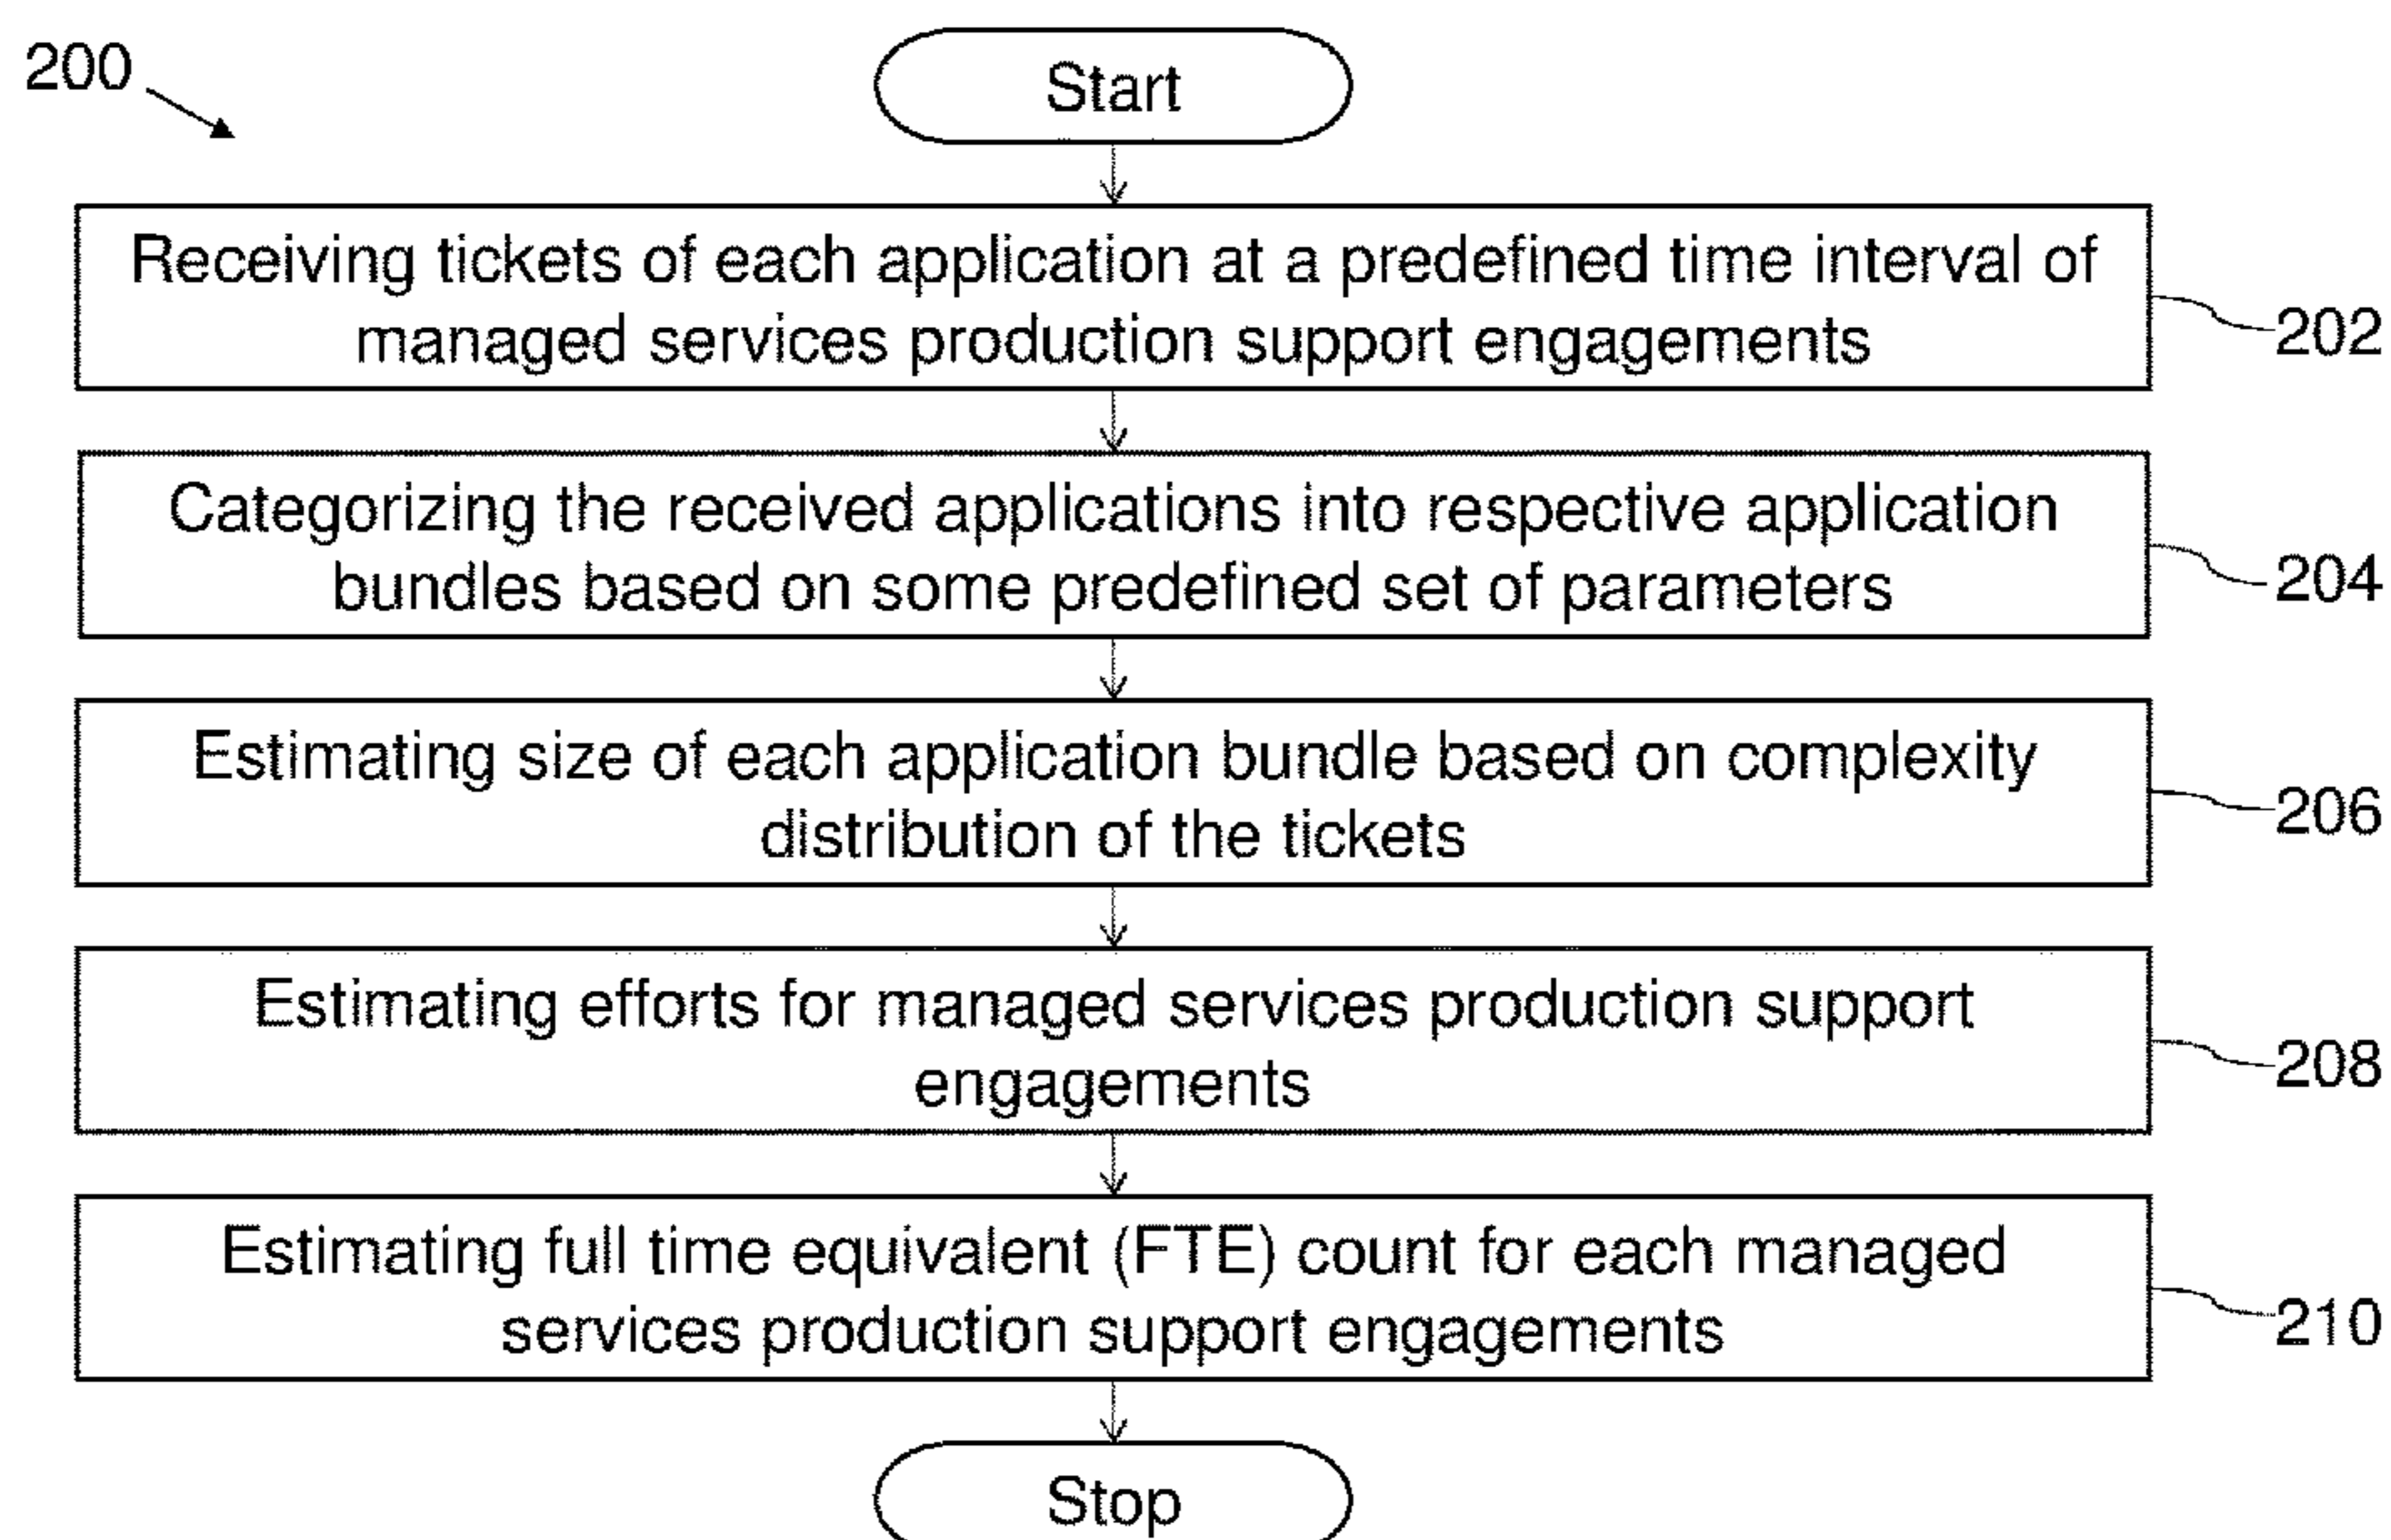 200
Start
Receiving tickets of each application at a predefined time interval of
managed services production support engagements
202
Categorizing the received applications into respective application
bundles based on some predefined set of parameters
204
Estimating size of each application bundle based on complexity
distribution of the tickets
206
Estimating efforts for managed services production support
engagements
208
Estimating full time equivalent (FTE) count for each managed
services production support engagements
210
Stop